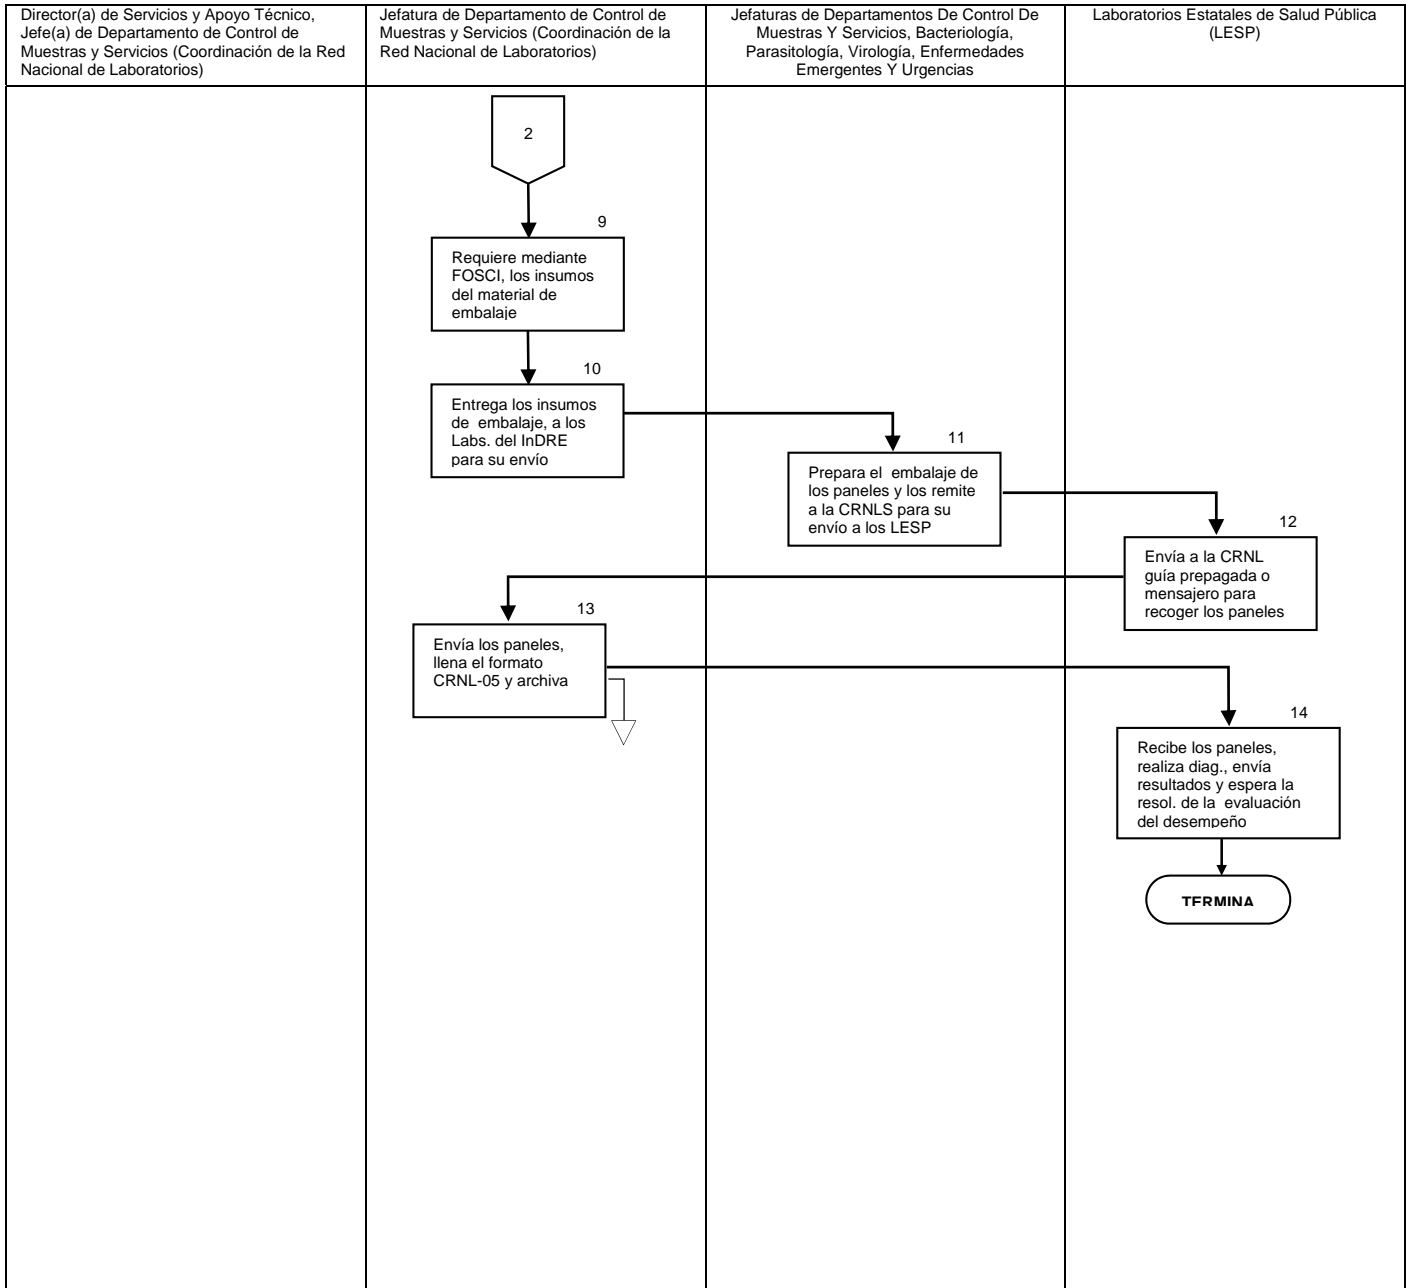 Director(a) de Servicios y Apoyo Técnico,
Jefe(a) de Departamento de Control de
Muestras y Servicios (Coordinación de la Red
Nacional de Laboratorios)
Jefatura de Departamento de Control de
Muestras y Servicios (Coordinación de la
Red Nacional de Laboratorios)
Jefaturas de Departamentos De Control De
Muestras Y Servicios, Bacteriología,
Parasitología, Virología, Enfermedades
Emergentes Y Urgencias
Laboratorios Estatales de Salud Pública
(LESP)
2
9
Requiere mediante
FOSCI, los insumos
del material de
embalaje
10
Entrega los insumos
de embalaje, a los
Labs. del InDRE
para su envío
11
Prepara el embalaje de
los paneles y los remite
a la CRNLS para su
envío a los LESP
12
Envía a la CRNL
guía prepagada o
mensajero para
recoger los paneles
13
Envía los paneles,
llena el formato
CRNL-05 y archiva
14
Recibe los paneles,
realiza diag., envía
resultados y espera la
resol. de la evaluación
del desempeño
TERMINA